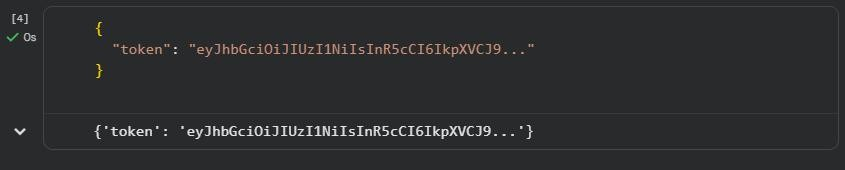 [4]
0s
{
"token": "eyJhbGciOiJIUzI1NiIsInR5cCI6IkpXVCJ9..."
}
{'token': 'eyJhbGciOiJIUzI1NiIsInR5cCI6IkpXVCJ9...'}